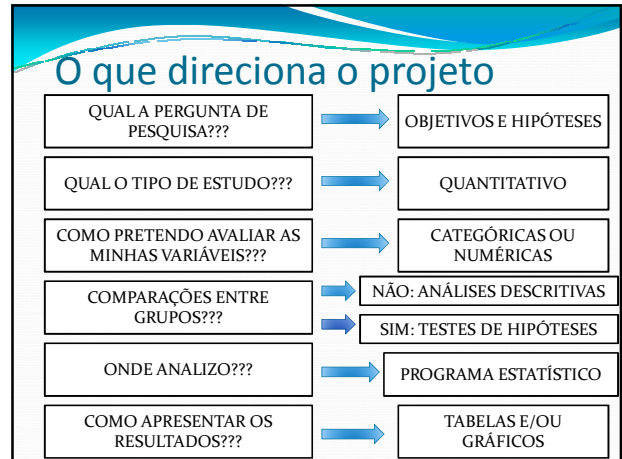 O que direciona o projeto
QUAL A PERGUNTA DE
PESQUISA???
OBJETIVOS E HIPÓTESES
QUAL O TIPO DE ESTUDO???
QUANTITATIVO
COMO PRETENDO AVALIAR AS
MINHAS VARIÁVEIS???
CATEGÓRICAS OU
NUMÉRICAS
COMPARAÇÕES ENTRE
GRUPOS???
NÃO: ANÁLISES DESCRITIVAS
SIM: TESTES DE HIPÓTESES
ONDE ANALIZO???
PROGRAMA ESTATÍSTICO
COMO APRESENTAR OS
RESULTADOS???
TABELAS E/OU
GRÁFICOS